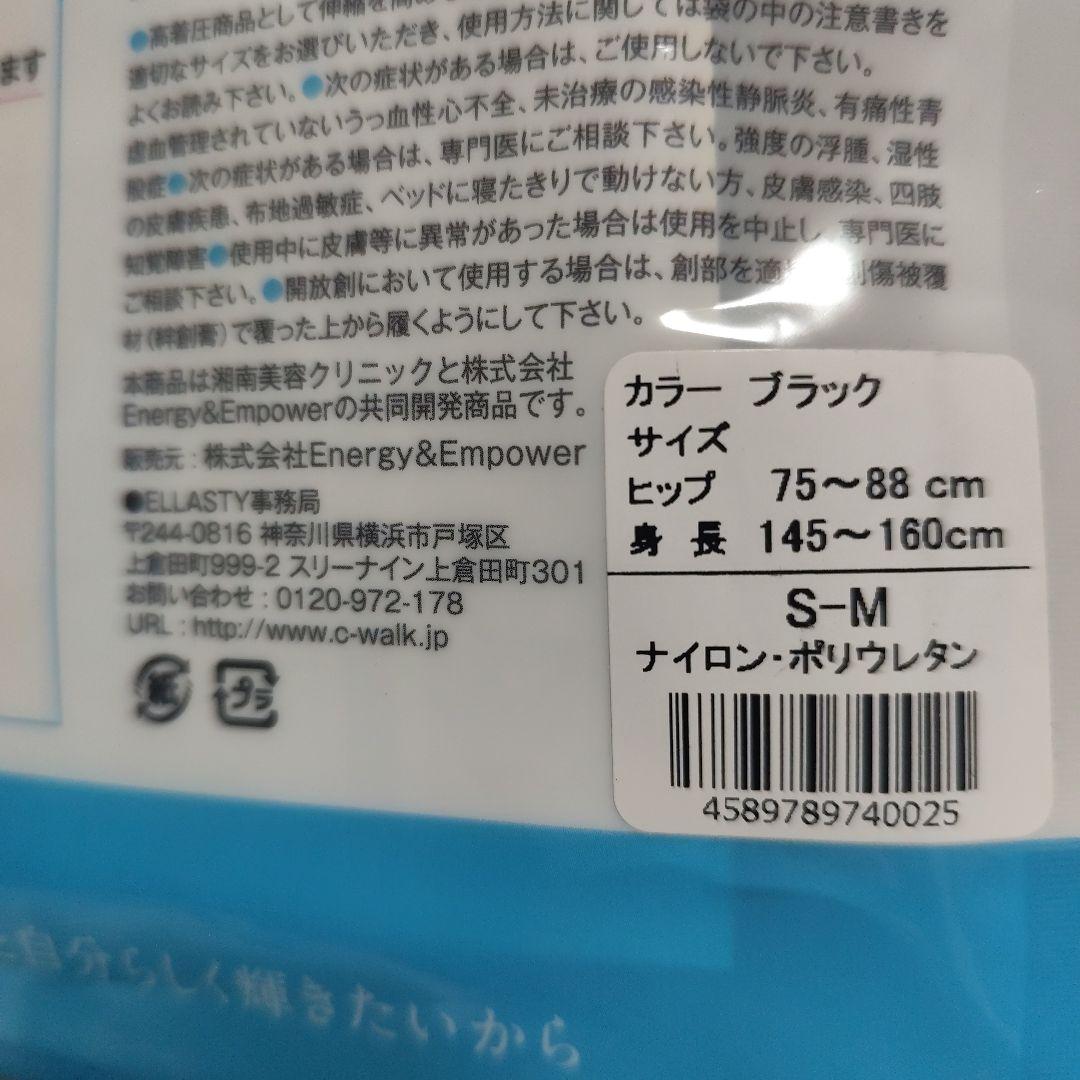 ます
●高着圧商品として伸縮を高め
適切なサイズをお選びいただき、使用方法に関しては袋の中の注意書きを
よくお読み下さい。●次の症状がある場合は、ご使用しないで下さい。
虚血管理されていないうっ血性心不全、未治療の感染性静脈炎、有痛性青
股症●次の症状がある場合は、専門医にご相談下さい。強度の浮腫、湿性
の皮膚疾患、布地過敏症、ベッドに寝たきりで動けない方、皮膚感染、四肢
知覚障害●使用中に皮膚等に異常があった場合は使用を中止し、専門医に
ご相談下さい。●開放創において使用する場合は、創部を適 創傷被覆
材(絆創膏)で覆った上から履くようにして下さい。
本商品は湘南美容クリニックと株式会社
Energy&Empowerの共同開発商品です。
販売元:株式会社Energy&Empower
●ELLASTY事務局
〒244-0816 神奈川県横浜市戸塚区
上倉田町999-2 スリーナイン上倉田町301
お問い合わせ:0120-972-178
URL:http://www.c-walk.jp
紙
プラ
カラー ブラック
サイズ
ヒップ 75～88 cm
身長 145～160cm
S-M
ナイロン・ポリウレタン
4589789740025
自分らしく輝きたいから